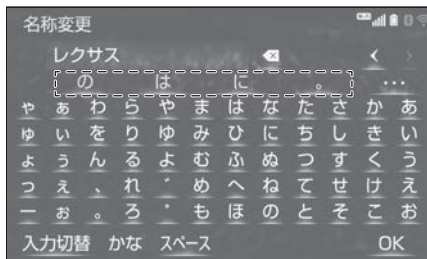 名称変更
レクサス
の は に 。 …
や ぁ わ ら や ま は な た さ か あ
ゅ ぃ を り ゆ み ひ に ち し き い
ょ ぅ ん る よ む ふ ぬ つ す く う
っ ぇ 、 れ ゛ め へ ね て せ け え
ー ぉ 。 ろ ゜ も ほ の と そ こ お
入力切替 かな スペース OK